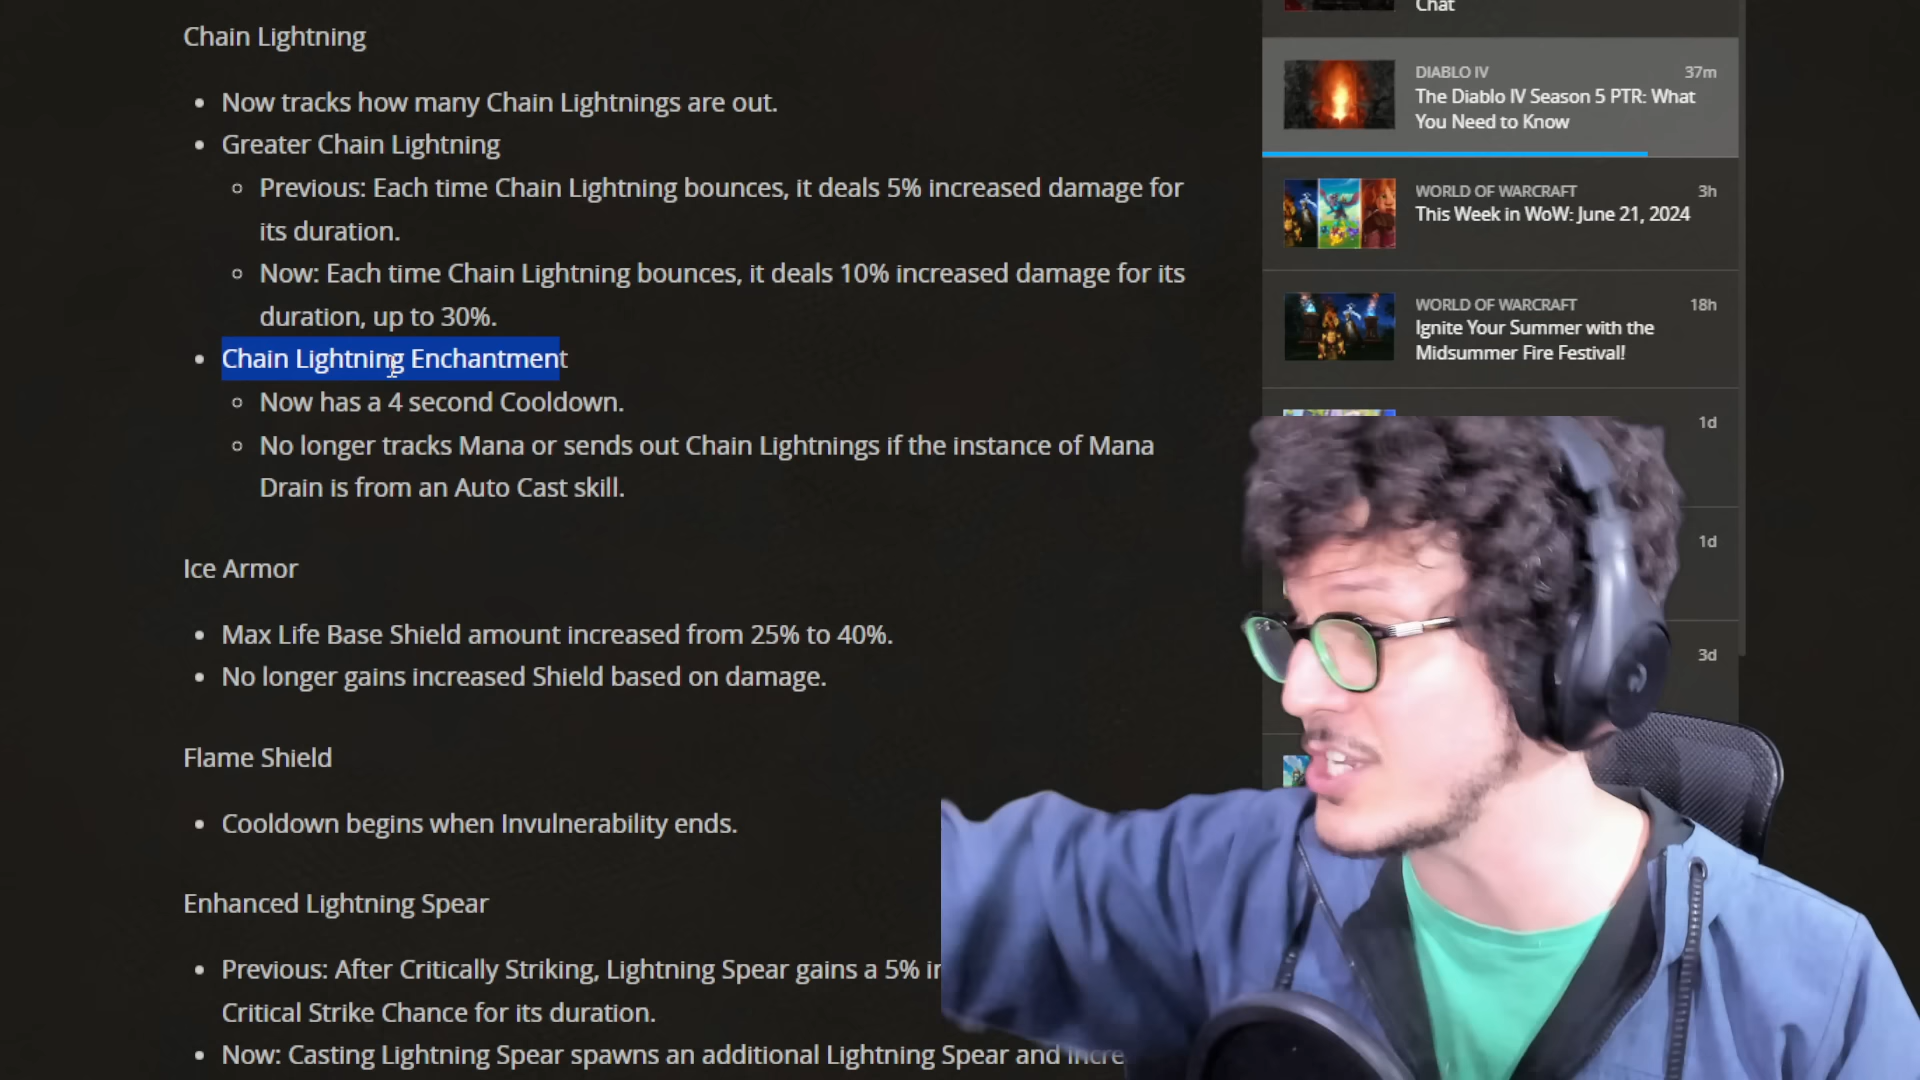 Chain Lightning
Now tracks how many Chain Lightnings are out.
Greater Chain Lightning
Previous: Each time Chain Lightning bounces, it deals 5% increased damage for
its duration.
Now: Each time Chain Lightning bounces, it deals 10% increased damage for its
duration, up to 30%.
Chain Lightning Enchantment
Now has a 4 second Cooldown.
No longer tracks Mana or sends out Chain Lightnings if the instance of Mana
Drain is from an Auto Cast skill.
Ice Armor
Max Life Base Shield amount increased from 25% to 40%.
No longer gains increased Shield based on damage.
Flame Shield
Cooldown begins when Invulnerability ends.
Enhanced Lightning Spear
Previous: After Critically Striking, Lightning Spear gains a 5%
Critical Strike Chance for its duration.
Now: Casting Lightning Spear spawns an additional Lightning Spear and
Chat
DIABLO IV 37m
The Diablo IV Season 5 PTR: What
You Need to Know
WORLD OF WARCRAFT 3h
This Week in WoW: June 21, 2024
WORLD OF WARCRAFT 18h
Ignite Your Summer with the
Midsummer Fire Festival!
1d
1d
3d